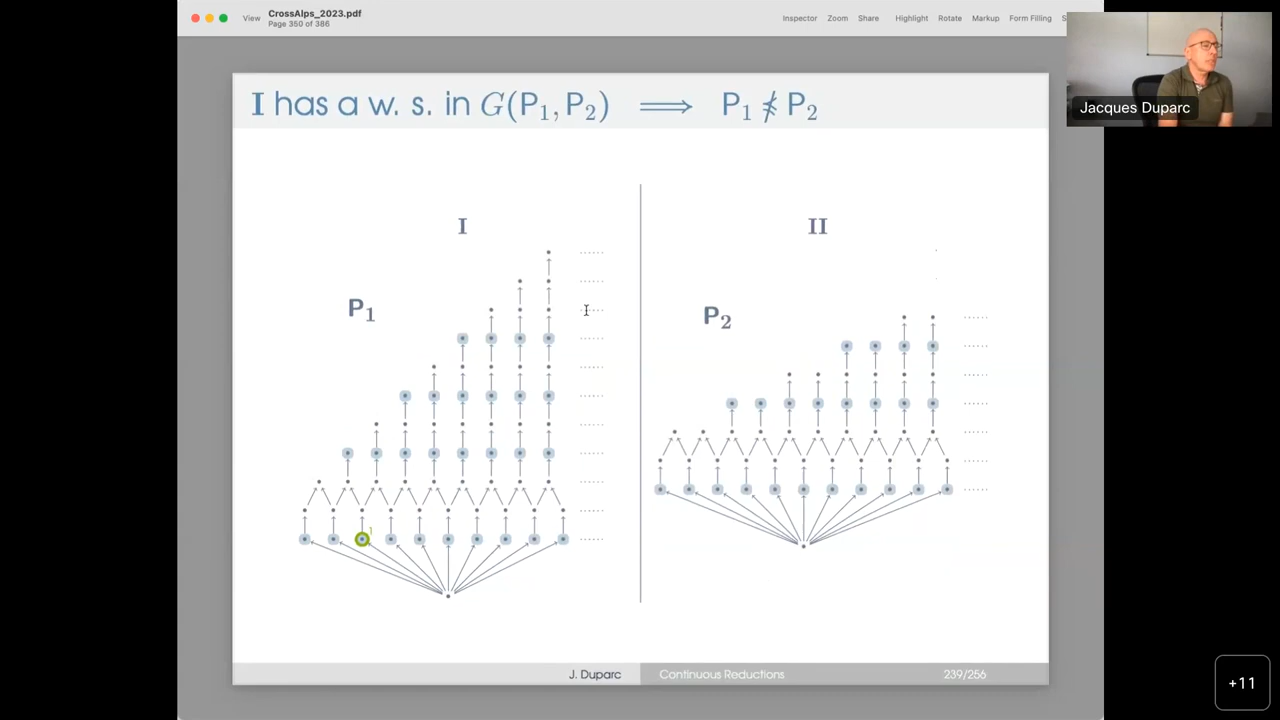 View
CrossAlps_2023.pdf
Page 350 of 386
Inspector Zoom Share Highlight Rotate Markup Form Filling
Jacques Duparc
I has a w. s. in G(P₁, P₂) ⟹ P₁ ⋠ P₂
I
II
P₁
P₂
1
J. Duparc
Continuous Reductions
239/256
+11